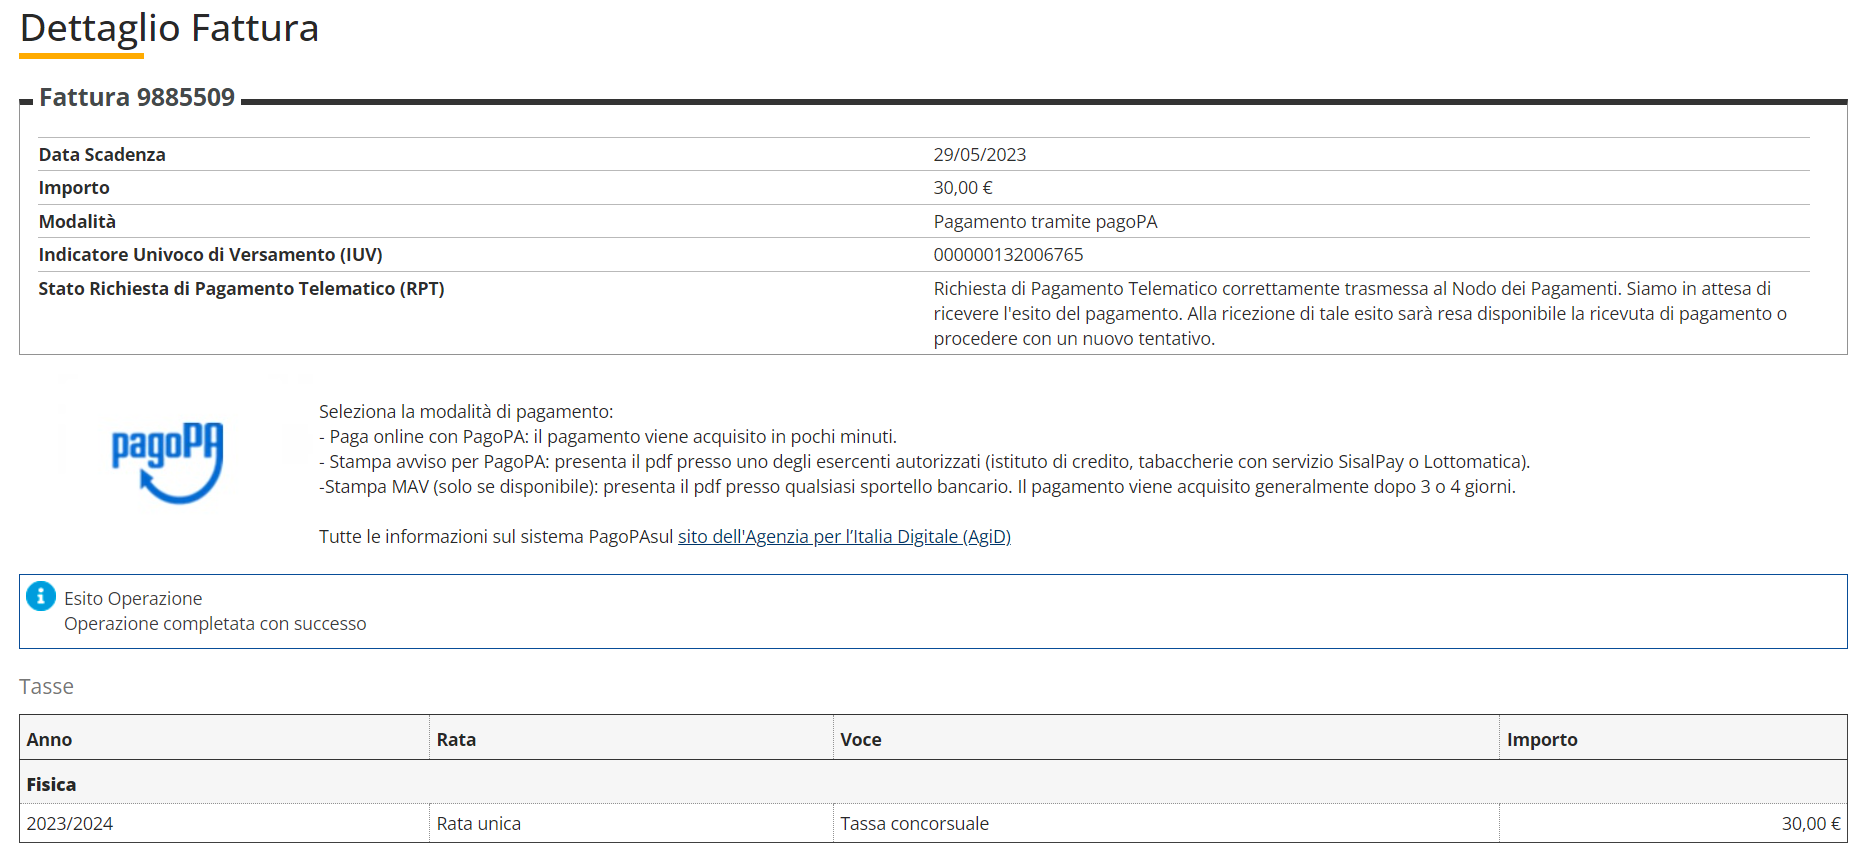 Dettaglio Fattura
Fattura 9885509
Data Scadenza 29/05/2023
Importo 30,00 €
Modalità Pagamento tramite pagoPA
Indicatore Univoco di Versamento (IUV) 000000132006765
Stato Richiesta di Pagamento Telematico (RPT) Richiesta di Pagamento Telematico correttamente trasmessa al Nodo dei Pagamenti. Siamo in attesa di
ricevere l'esito del pagamento. Alla ricezione di tale esito sarà resa disponibile la ricevuta di pagamento o
procedere con un nuovo tentativo.
pagoPA
Seleziona la modalità di pagamento:
- Paga online con PagoPA: il pagamento viene acquisito in pochi minuti.
- Stampa avviso per PagoPA: presenta il pdf presso uno degli esercenti autorizzati (istituto di credito, tabaccherie con servizio SisalPay o Lottomatica).
-Stampa MAV (solo se disponibile): presenta il pdf presso qualsiasi sportello bancario. Il pagamento viene acquisito generalmente dopo 3 o 4 giorni.
Tutte le informazioni sul sistema PagoPAsul sito dell'Agenzia per l’Italia Digitale (AgiD)
Esito Operazione
Operazione completata con successo
Tasse
Anno Rata Voce Importo
Fisica
2023/2024 Rata unica Tassa concorsuale 30,00 €